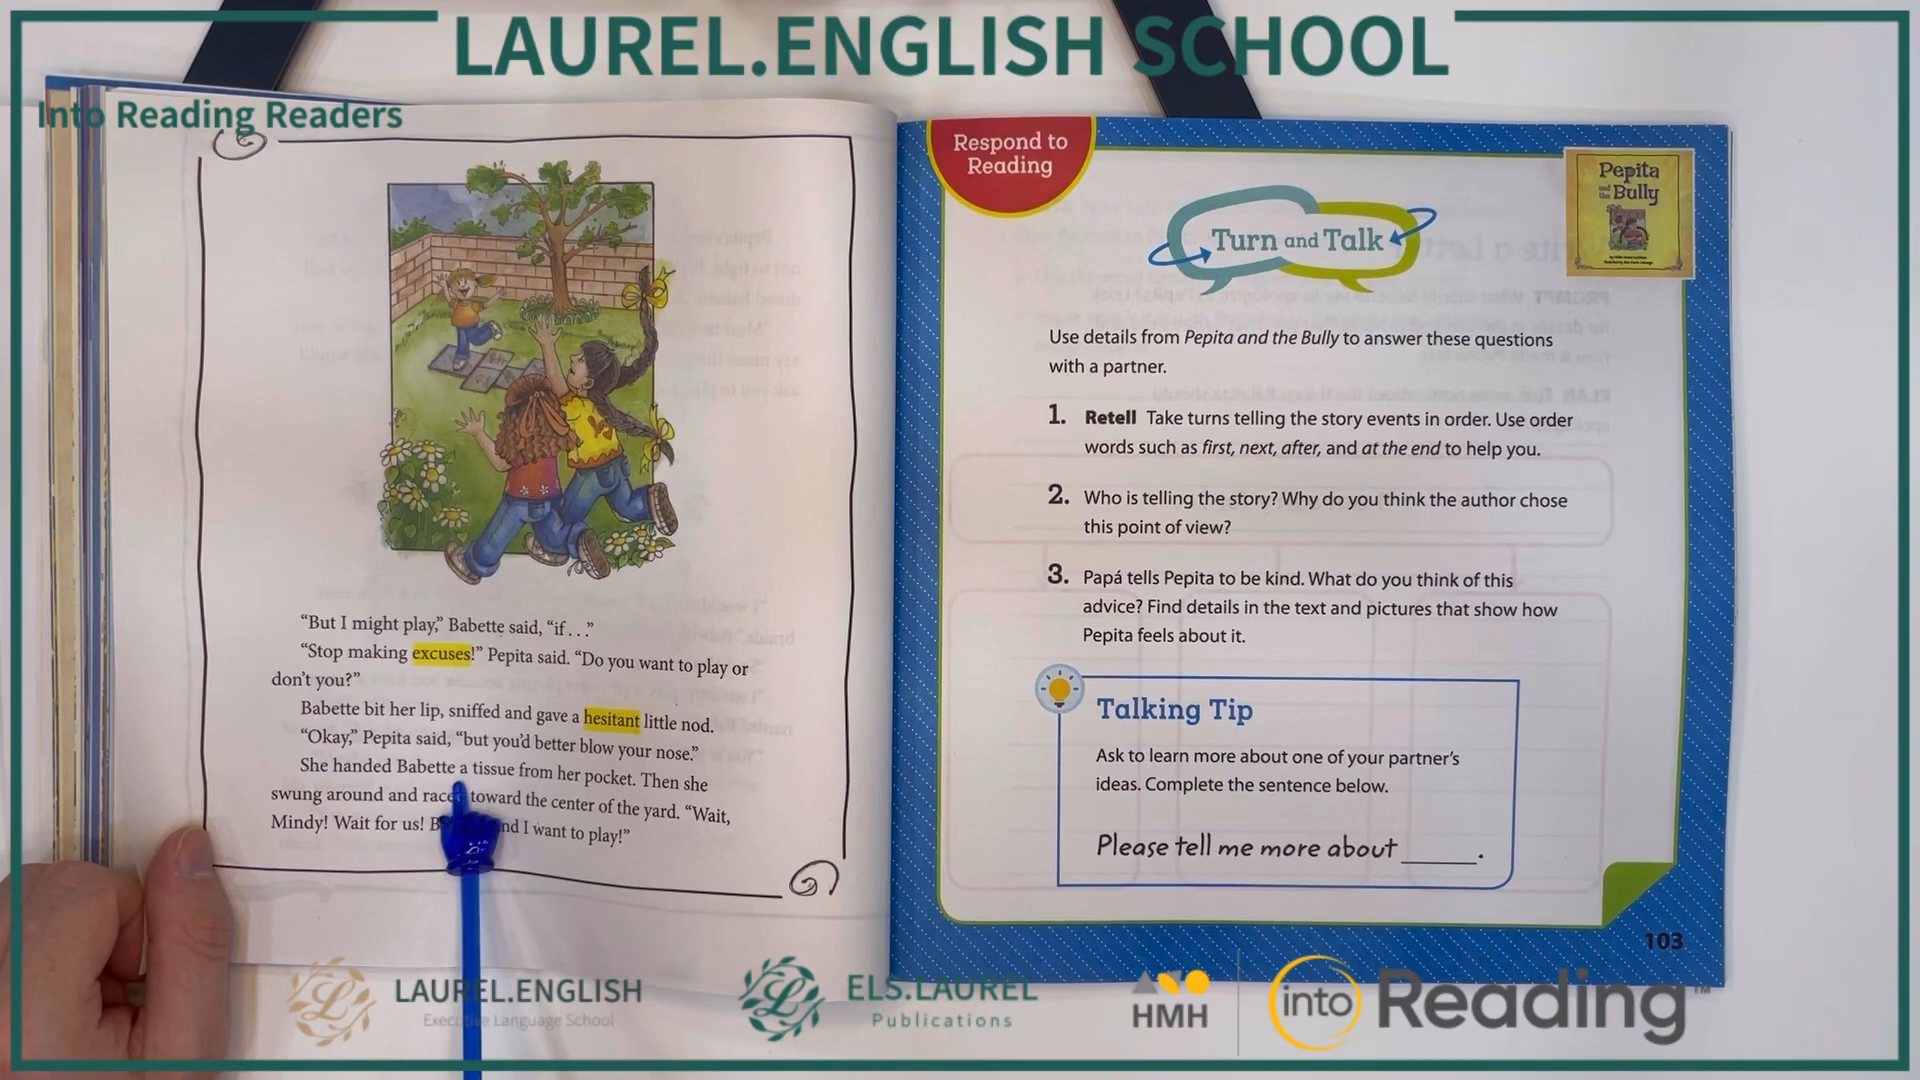 LAUREL.ENGLISH SCHOOL
Into Reading Readers
“But I might play,” Babette said, “if . . .”
“Stop making excuses!” Pepita said. “Do you want to play or
don’t you?”
Babette bit her lip, sniffed and gave a hesitant little nod.
“Okay,” Pepita said, “but you’d better blow your nose.”
She handed Babette a tissue from her pocket. Then she
swung around and raced toward the center of the yard. “Wait,
Mindy! Wait for us! and I want to play!”
Respond to
Reading
Turn and Talk
Pepita
and the
Bully
Use details from Pepita and the Bully to answer these questions
with a partner.
1. Retell Take turns telling the story events in order. Use order
words such as first, next, after, and at the end to help you.
2. Who is telling the story? Why do you think the author chose
this point of view?
3. Papá tells Pepita to be kind. What do you think of this
advice? Find details in the text and pictures that show how
Pepita feels about it.
Talking Tip
Ask to learn more about one of your partner’s
ideas. Complete the sentence below.
Please tell me more about ______.
103
LAUREL.ENGLISH
Executive Language School
ELS.LAUREL
Publications
HMH
into Reading™